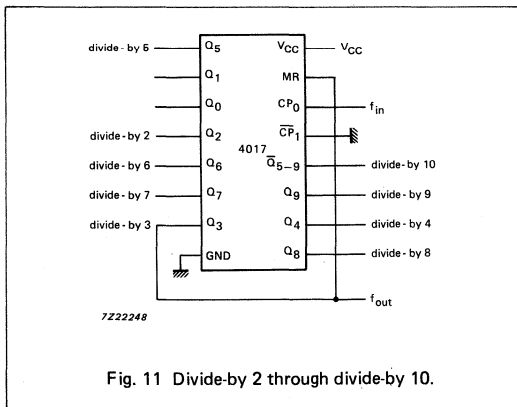 divide-by 5 Q5 VCC VCC
Q1 MR
Q0 CP0 fin
divide-by 2 Q2 CP1
4017
divide-by 6 Q6 Q5–9 divide-by 10
divide-by 7 Q7 Q9 divide-by 9
divide-by 3 Q3 Q4 divide-by 4
GND Q8 divide-by 8
fout
7Z22248
Fig. 11 Divide-by 2 through divide-by 10.